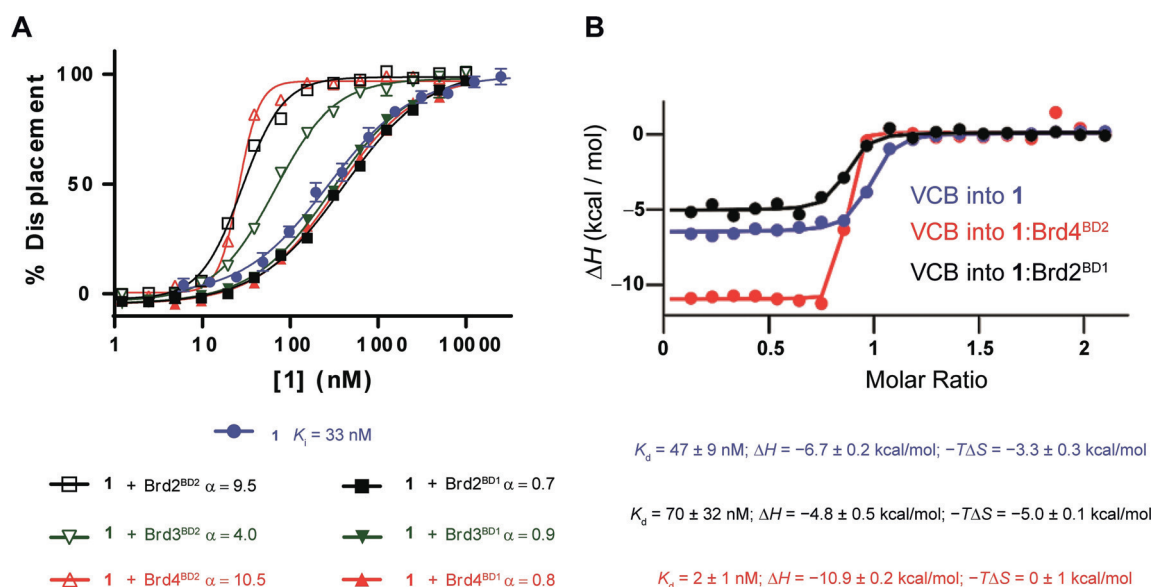 A
% Displacement
100
50
0
1 10 100 1000 10000
[1] (nM)
1 Ki = 33 nM
1 + Brd2BD2 α = 9.5
1 + Brd2BD1 α = 0.7
1 + Brd3BD2 α = 4.0
1 + Brd3BD1 α = 0.9
1 + Brd4BD2 α = 10.5
1 + Brd4BD1 α = 0.8
B
ΔH (kcal / mol)
0
−5
−10
VCB into 1
VCB into 1:Brd4BD2
VCB into 1:Brd2BD1
0 0.5 1 1.5 2
Molar Ratio
Kd = 47 ± 9 nM; ΔH = −6.7 ± 0.2 kcal/mol; −TΔS = −3.3 ± 0.3 kcal/mol
Kd = 70 ± 32 nM; ΔH = −4.8 ± 0.5 kcal/mol; −TΔS = −5.0 ± 0.1 kcal/mol
Kd = 2 ± 1 nM; ΔH = −10.9 ± 0.2 kcal/mol; −TΔS = 0 ± 1 kcal/mol